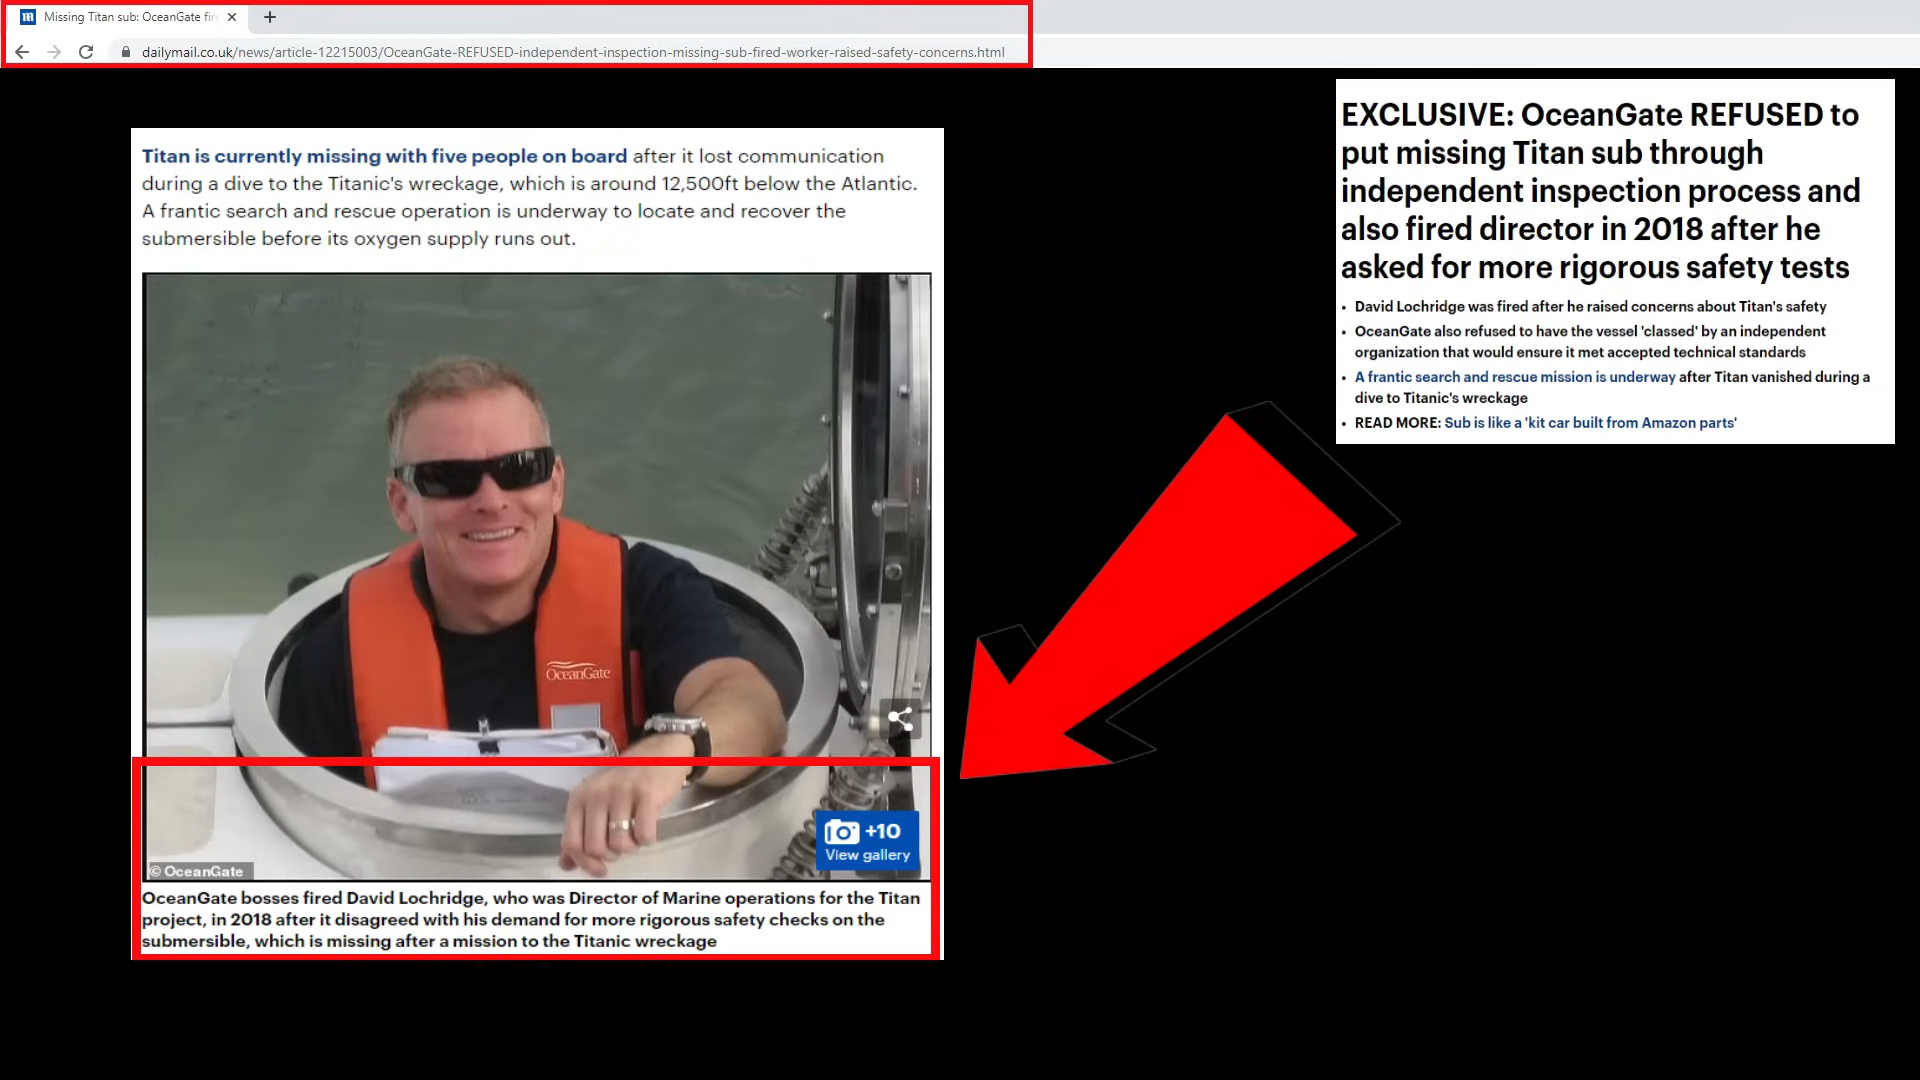 Missing Titan sub: OceanGate fire
dailymail.co.uk/news/article-12215003/OceanGate-REFUSED-independent-inspection-missing-sub-fired-worker-raised-safety-concerns.html
Titan is currently missing with five people on board after it lost communication
during a dive to the Titanic's wreckage, which is around 12,500ft below the Atlantic.
A frantic search and rescue operation is underway to locate and recover the
submersible before its oxygen supply runs out.
OceanGate
+10
View gallery
© OceanGate
OceanGate bosses fired David Lochridge, who was Director of Marine operations for the Titan
project, in 2018 after it disagreed with his demand for more rigorous safety checks on the
submersible, which is missing after a mission to the Titanic wreckage
EXCLUSIVE: OceanGate REFUSED to
put missing Titan sub through
independent inspection process and
also fired director in 2018 after he
asked for more rigorous safety tests
• David Lochridge was fired after he raised concerns about Titan's safety
• OceanGate also refused to have the vessel 'classed' by an independent
organization that would ensure it met accepted technical standards
• A frantic search and rescue mission is underway after Titan vanished during a
dive to Titanic's wreckage
• READ MORE: Sub is like a 'kit car built from Amazon parts'